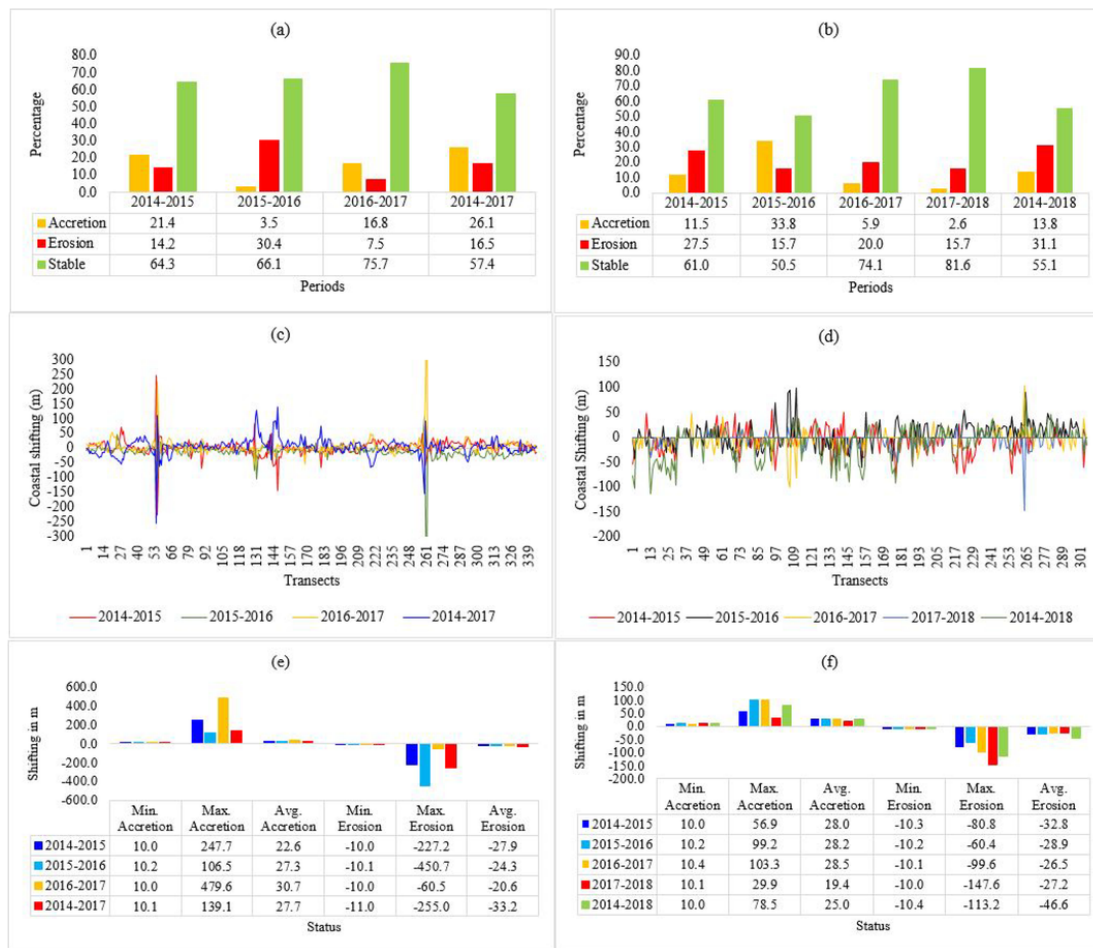 (a)
Percentage
80.0
70.0
60.0
50.0
40.0
30.0
20.0
10.0
0.0
2014-2015 2015-2016 2016-2017 2014-2017
Accretion 21.4 3.5 16.8 26.1
Erosion 14.2 30.4 7.5 16.5
Stable 64.3 66.1 75.7 57.4
Periods
(b)
Percentage
90.0
80.0
70.0
60.0
50.0
40.0
30.0
20.0
10.0
0.0
2014-2015 2015-2016 2016-2017 2017-2018 2014-2018
Accretion 11.5 33.8 5.9 2.6 13.8
Erosion 27.5 15.7 20.0 15.7 31.1
Stable 61.0 50.5 74.1 81.6 55.1
Periods
(c)
Coastal shifting (m)
300
250
200
150
100
50
0
-50
-100
-150
-200
-250
-300
1 14 27 53 66 79 92 105 118 131 144 157 170 183 196 209 222 235 248 261 274 287 300 313 326 339
Transects
2014-2015 2015-2016 2016-2017 2014-2017
(d)
Coastal Shifting (m)
150
100
50
0
-50
-100
-150
-200
1 13 25 37 49 61 73 85 97 109 121 133 145 157 169 181 193 205 217 229 241 253 265 277 289 301
Transects
2014-2015 2015-2016 2016-2017 2017-2018 2014-2018
(e)
Shifting in m
600.0
400.0
200.0
0.0
-200.0
-400.0
-600.0
Min. Accretion Max. Accretion Avg. Accretion Min. Erosion Max. Erosion Avg. Erosion
2014-2015 10.0 247.7 22.6 -10.0 -227.2 -27.9
2015-2016 10.2 106.5 27.3 -10.1 -450.7 -24.3
2016-2017 10.0 479.6 30.7 -10.0 -60.5 -20.6
2014-2017 10.1 139.1 27.7 -11.0 -255.0 -33.2
Status
(f)
Shifting in m
150.0
100.0
50.0
0.0
-50.0
-100.0
-150.0
-200.0
Min. Accretion Max. Accretion Avg. Accretion Min. Erosion Max. Erosion Avg. Erosion
2014-2015 10.0 56.9 28.0 -10.3 -80.8 -32.8
2015-2016 10.2 99.2 28.2 -10.2 -60.4 -28.9
2016-2017 10.4 103.3 28.5 -10.1 -99.6 -26.5
2017-2018 10.1 29.9 19.4 -10.0 -147.6 -27.2
2014-2018 10.0 78.5 25.0 -10.4 -113.2 -46.6
Status